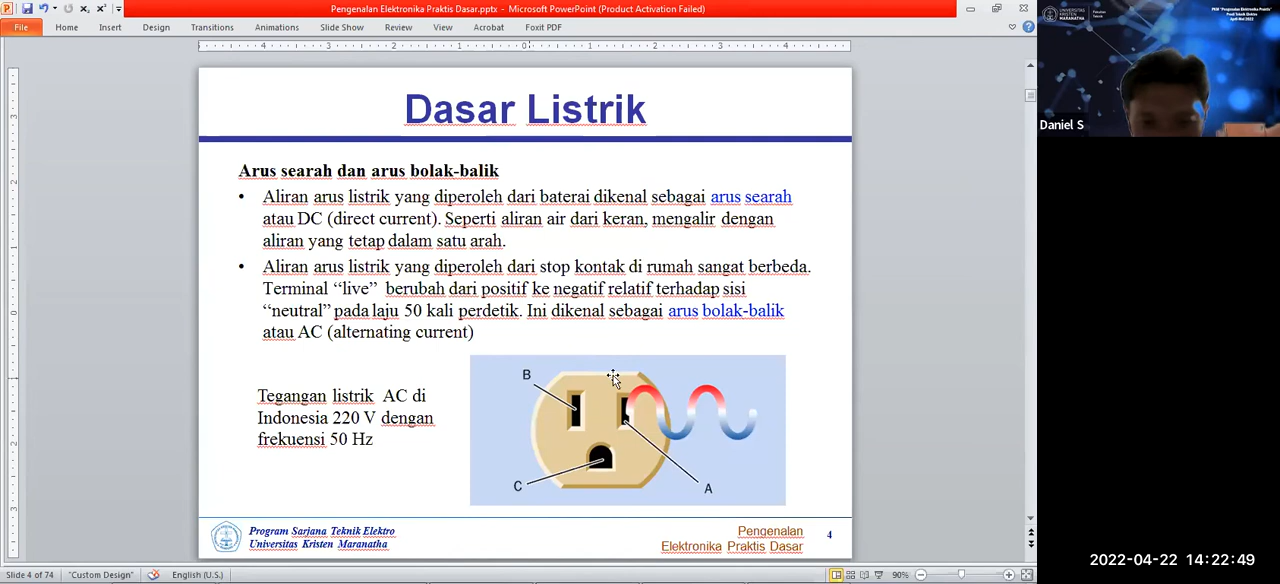 Pengenalan Elektronika Praktis Dasar.pptx - Microsoft PowerPoint (Product Activation Failed)
File Home Insert Design Transitions Animations Slide Show Review View Acrobat Foxit PDF
Dasar Listrik
Arus searah dan arus bolak-balik
• Aliran arus listrik yang diperoleh dari baterai dikenal sebagai arus searah
atau DC (direct current). Seperti aliran air dari keran, mengalir dengan
aliran yang tetap dalam satu arah.
• Aliran arus listrik yang diperoleh dari stop kontak di rumah sangat berbeda.
Terminal “live” berubah dari positif ke negatif relatif terhadap sisi
“neutral” pada laju 50 kali perdetik. Ini dikenal sebagai arus bolak-balik
atau AC (alternating current)
Tegangan listrik AC di
Indonesia 220 V dengan
frekuensi 50 Hz
B
C
A
Program Sarjana Teknik Elektro
Universitas Kristen Maranatha
Pengenalan
Elektronika Praktis Dasar
4
Slide 4 of 74 "Custom Design" English (U.S.) 90%
UNIVERSITAS
KRISTEN
MARANATHA
Daniel S
2022-04-22 14:22:49